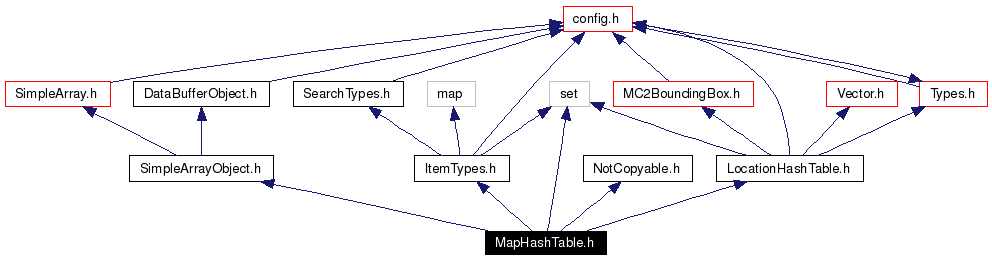 config.h
SimpleArray.h
DataBufferObject.h
SearchTypes.h
map
set
MC2BoundingBox.h
Vector.h
Types.h
SimpleArrayObject.h
ItemTypes.h
NotCopyable.h
LocationHashTable.h
MapHashTable.h